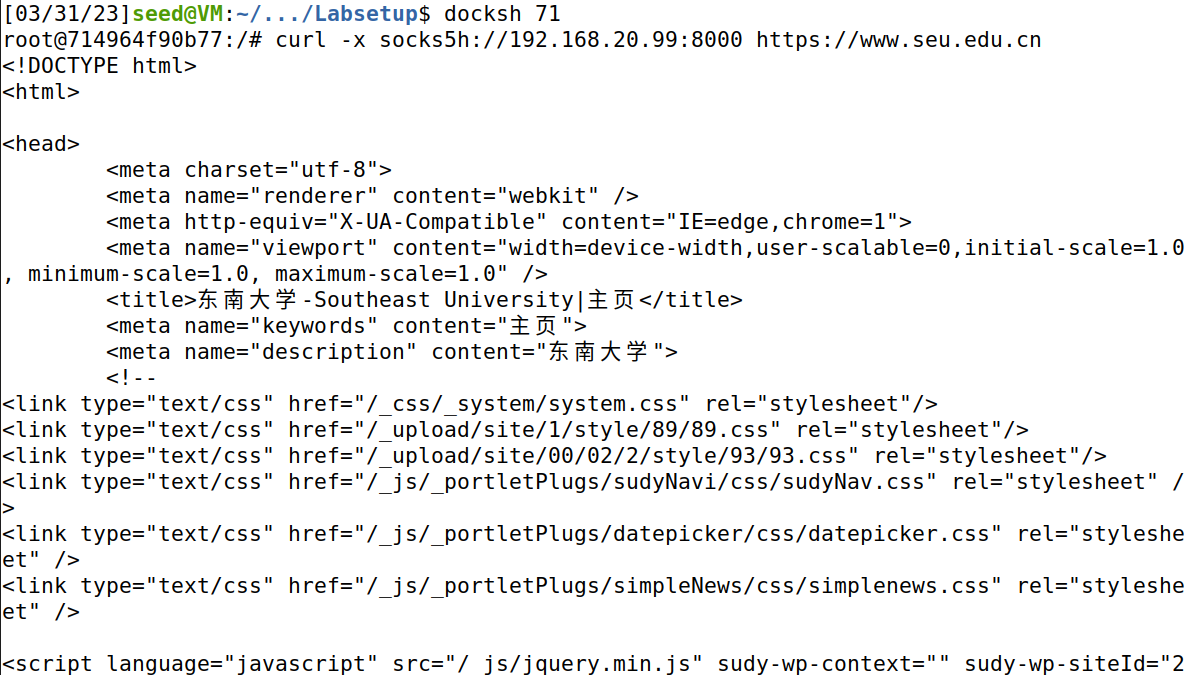 [03/31/23]seed@VM:~/.../Labsetup$ docksh 71
root@714964f90b77:/# curl -x socks5h://192.168.20.99:8000 https://www.seu.edu.cn
<!DOCTYPE html>
<html>
<head>
<meta charset="utf-8">
<meta name="renderer" content="webkit" />
<meta http-equiv="X-UA-Compatible" content="IE=edge,chrome=1">
<meta name="viewport" content="width=device-width,user-scalable=0,initial-scale=1.0
, minimum-scale=1.0, maximum-scale=1.0" />
<title>东南大学-Southeast University|主页</title>
<meta name="keywords" content="主页">
<meta name="description" content="东南大学">
<!--
<link type="text/css" href="/_css/_system/system.css" rel="stylesheet"/>
<link type="text/css" href="/_upload/site/1/style/89/89.css" rel="stylesheet"/>
<link type="text/css" href="/_upload/site/00/02/2/style/93/93.css" rel="stylesheet"/>
<link type="text/css" href="/_js/_portletPlugs/sudyNavi/css/sudyNav.css" rel="stylesheet" /
>
<link type="text/css" href="/_js/_portletPlugs/datepicker/css/datepicker.css" rel="styleshe
et" />
<link type="text/css" href="/_js/_portletPlugs/simpleNews/css/simplenews.css" rel="styleshe
et" />
<script language="javascript" src="/ js/jquery.min.js" sudy-wp-context="" sudy-wp-siteId="2